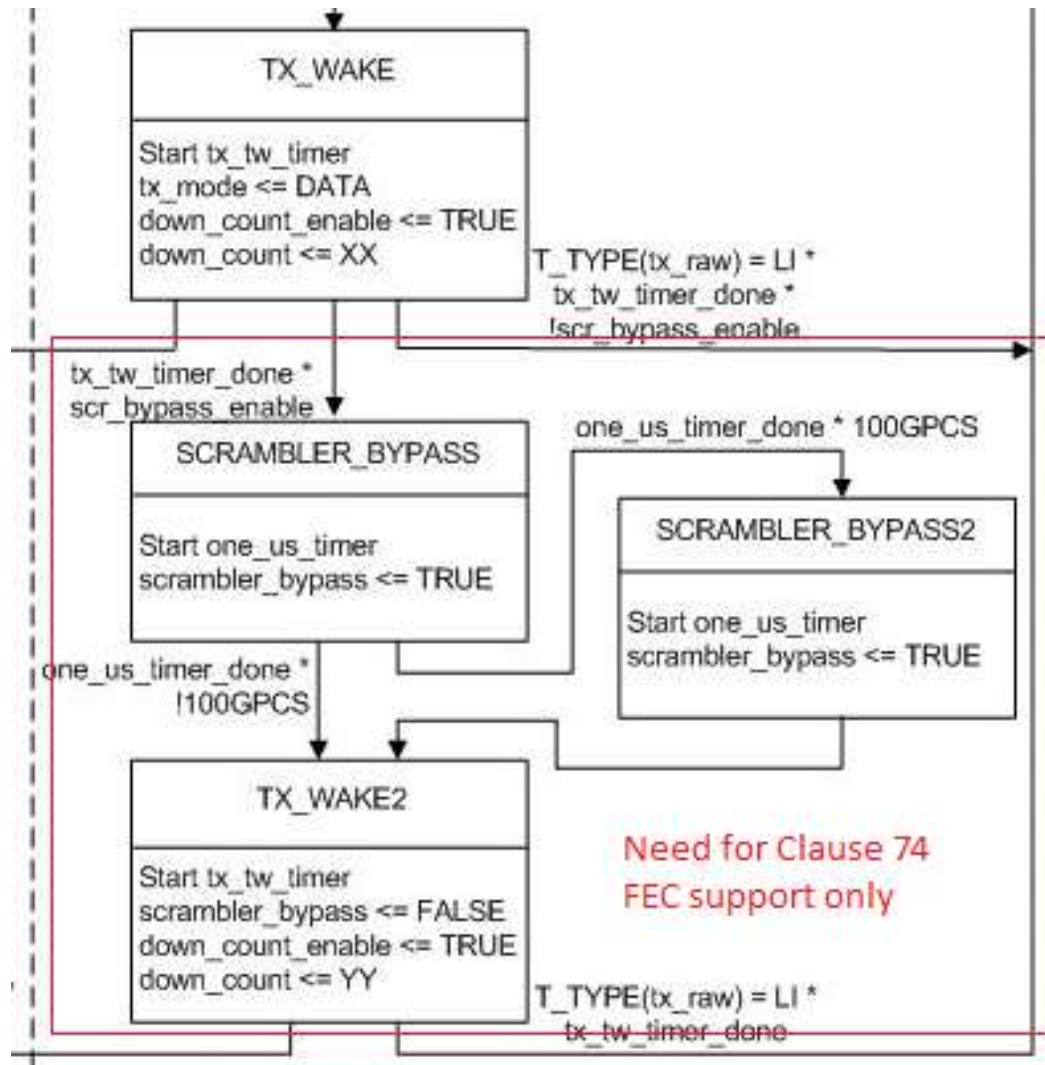 TX_WAKE
Start tx_tw_timer
tx_mode <= DATA
down_count_enable <= TRUE
down_count <= XX
T_TYPE(tx_raw) = LI *
tx_tw_timer_done *
!scr_bypass_enable
tx_tw_timer_done *
scr_bypass_enable
SCRAMBLER_BYPASS
Start one_us_timer
scrambler_bypass <= TRUE
one_us_timer_done * 100GPCS
SCRAMBLER_BYPASS2
Start one_us_timer
scrambler_bypass <= TRUE
one_us_timer_done *
!100GPCS
TX_WAKE2
Start tx_tw_timer
scrambler_bypass <= FALSE
down_count_enable <= TRUE
down_count <= YY
Need for Clause 74
FEC support only
T_TYPE(tx_raw) = LI *
tx_tw_timer_done